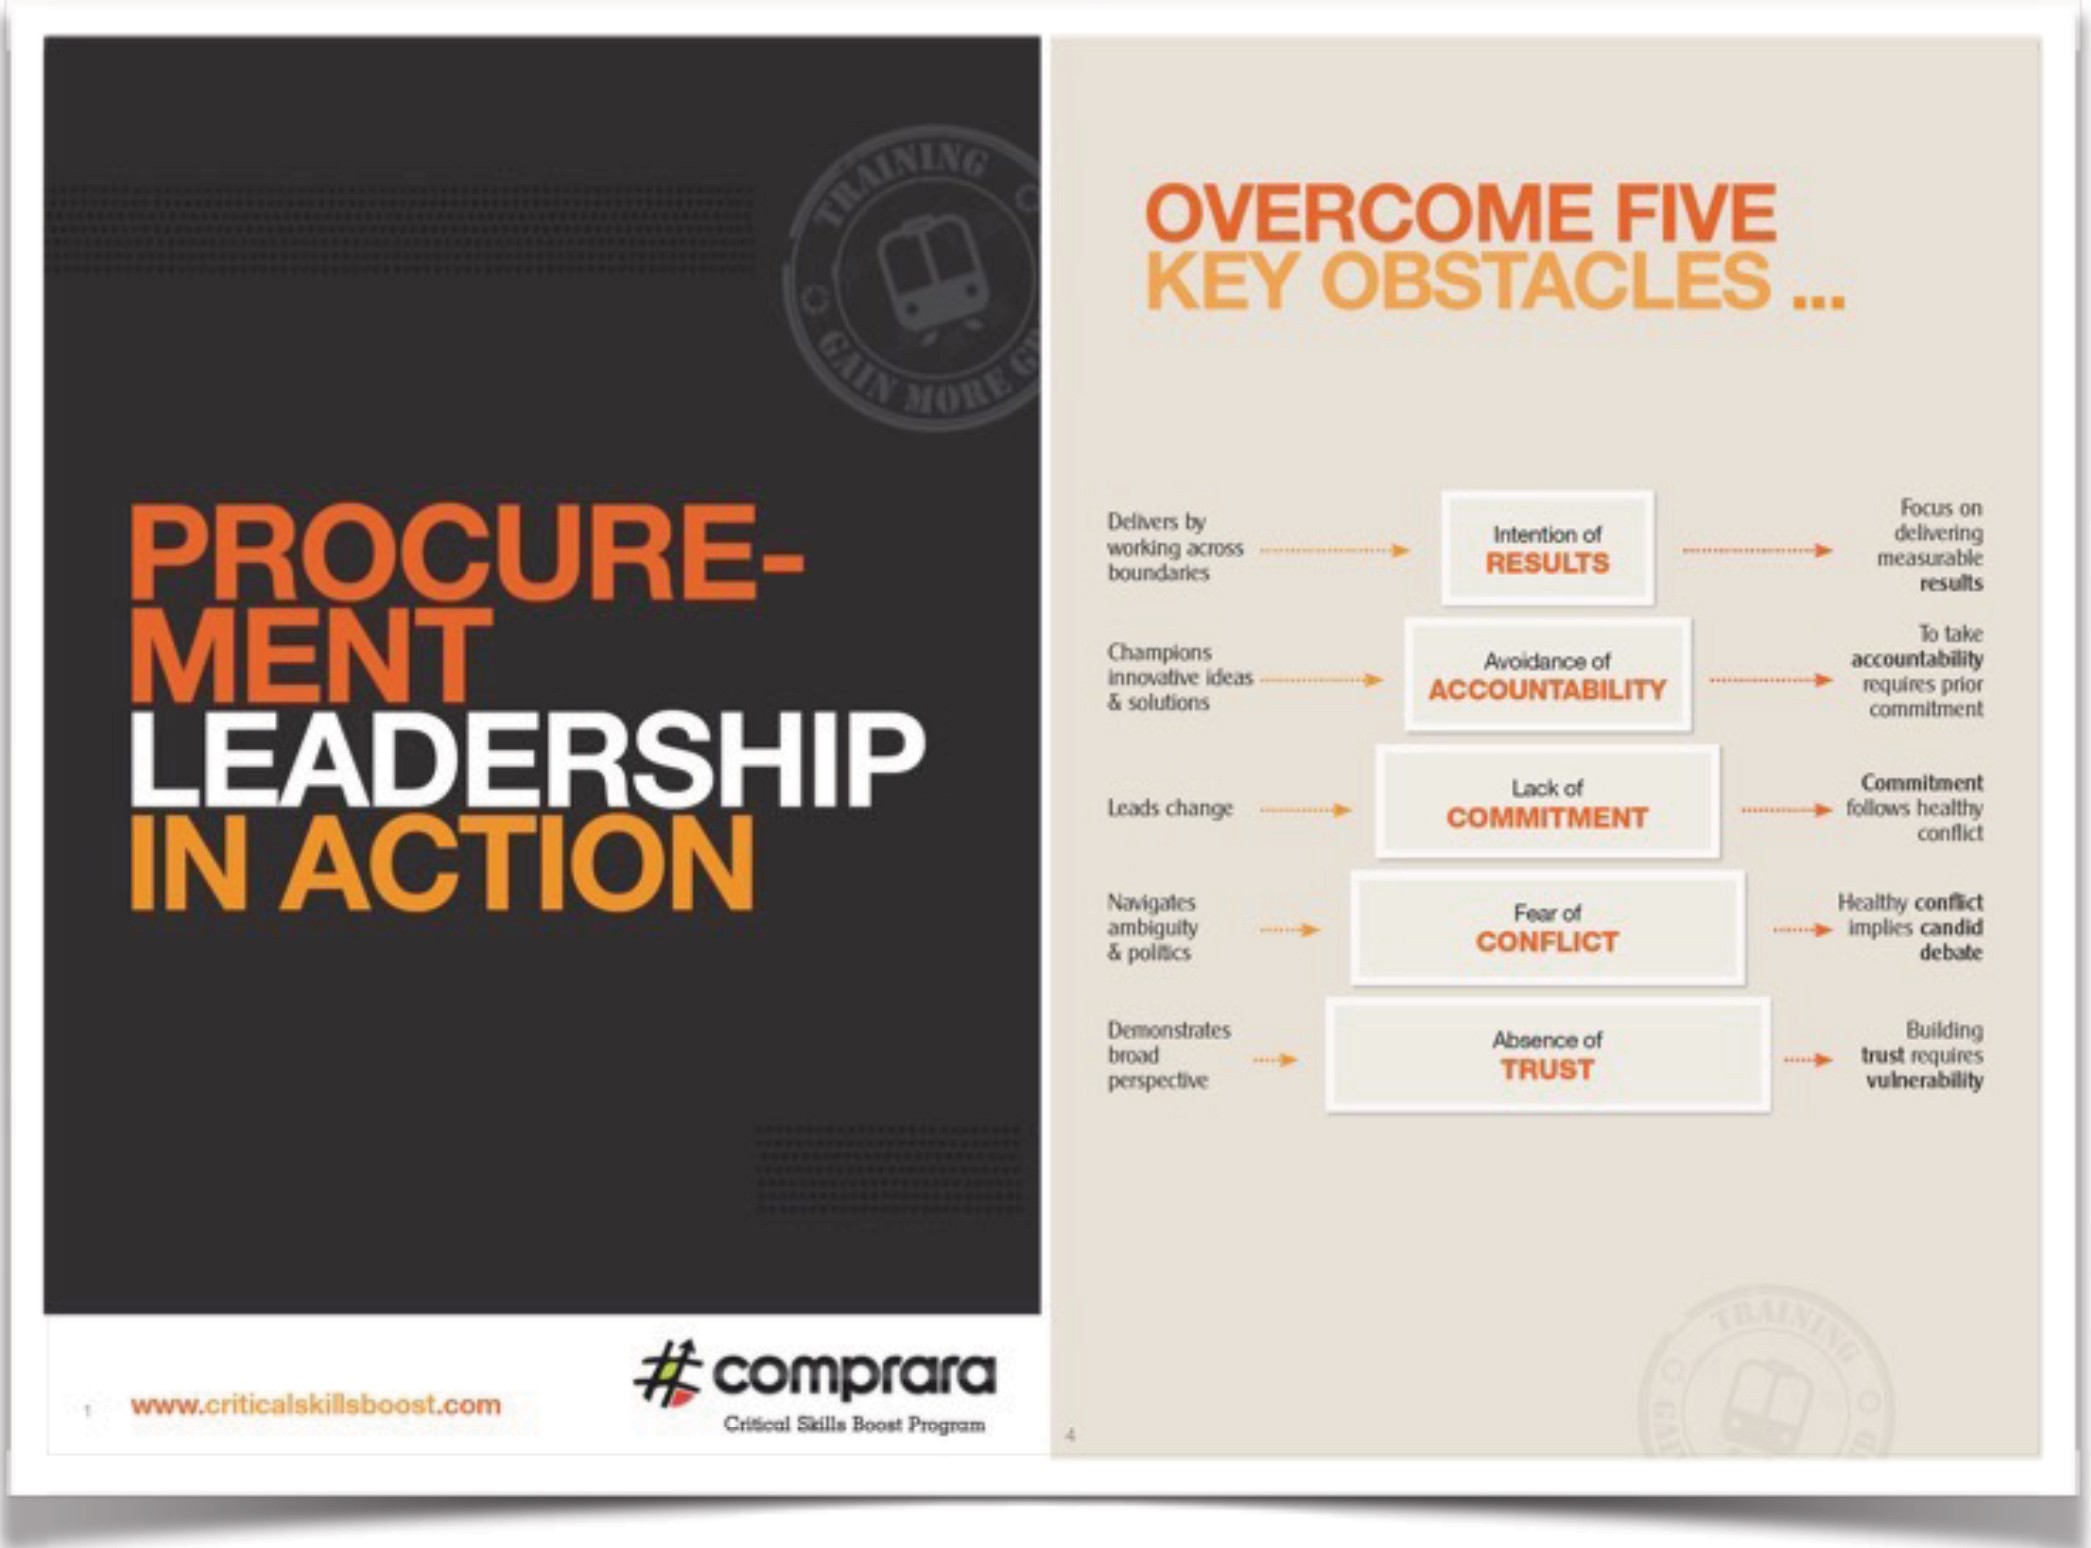 TRAINING
GAIN MORE
PROCURE-
MENT
LEADERSHIP
IN ACTION
1
www.criticalskillsboost.com
comprara
Critical Skills Boost Program
OVERCOME FIVE
KEY OBSTACLES ...
Delivers by
working across
boundaries
Intention of
RESULTS
Focus on
delivering
measurable
results
Champions
innovative ideas
& solutions
Avoidance of
ACCOUNTABILITY
To take
accountability
requires prior
commitment
Leads change
Lack of
COMMITMENT
Commitment
follows healthy
conflict
Navigates
ambiguity
& politics
Fear of
CONFLICT
Healthy conflict
implies candid
debate
Demonstrates
broad
perspective
Absence of
TRUST
Building
trust requires
vulnerability
4
TRAINING